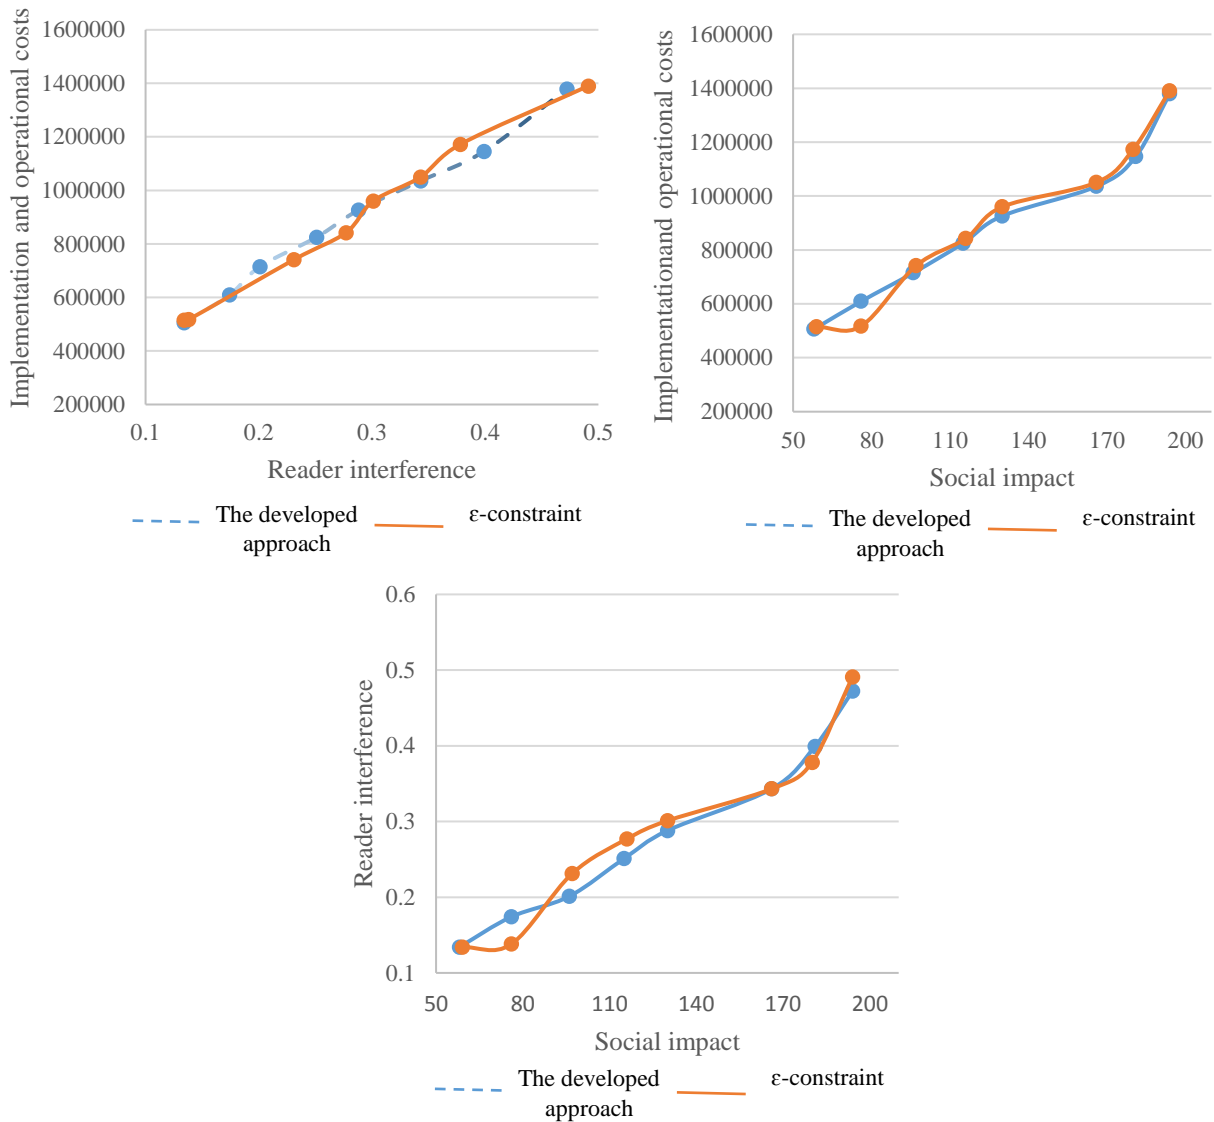 Implementation and operational costs
1600000
1400000
1200000
1000000
800000
600000
400000
200000
0.1 0.2 0.3 0.4 0.5
Reader interference
The developed
approach
ε-constraint
Implementationand operational costs
1600000
1400000
1200000
1000000
800000
600000
400000
200000
50 80 110 140 170 200
Social impact
The developed
approach
ε-constraint
Reader interference
0.6
0.5
0.4
0.3
0.2
0.1
50 80 110 140 170 200
Social impact
The developed
approach
ε-constraint